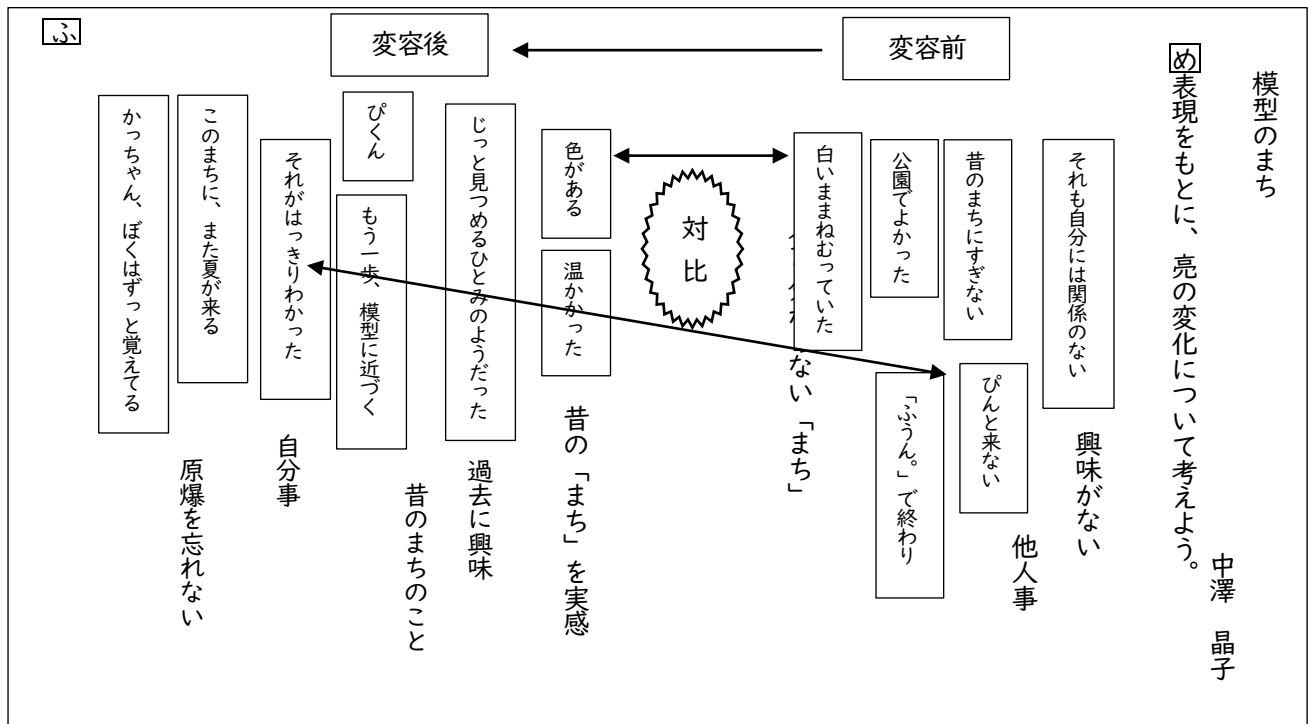 模型のまち
中澤 晶子
め表現をもとに、亮の変化について考えよう。
変容前
それも自分には関係のない
興味がない
昔のまちにすぎない
ぴんと来ない
他人事
公園でよかった
「ふうん。」で終わり
白いままねむっていた
ない「まち」
対比
色がある
温かかった
昔の「まち」を実感
変容後
じっと見つめるひとみのようだった
過去に興味
ぴくん
もう一歩、模型に近づく
昔のまちのこと
それがはっきりわかった
自分事
このまちに、また夏が来る
原爆を忘れない
かっちゃん、ぼくはずっと覚えてる
ふ